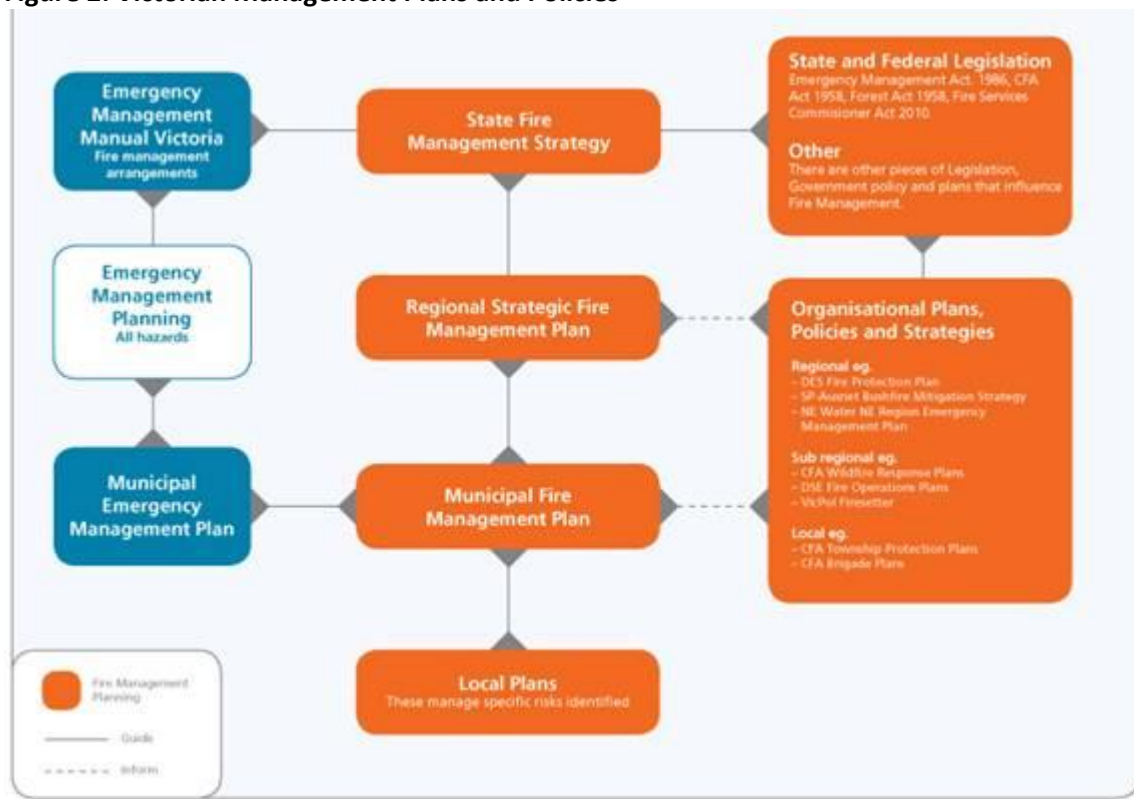 Figure 2: Victorian Management Plans and Policies
Emergency
Management
Manual Victoria
Fire management
arrangements
State Fire
Management Strategy
State and Federal Legislation
Emergency Management Act. 1986, CFA
Act 1958, Forest Act 1958, Fire Services
Commisioner Act 2010.
Other
There are other pieces of Legislation,
Government policy and plans that influence
Fire Management.
Emergency
Management
Planning
All hazards
Regional Strategic Fire
Management Plan
Organisational Plans,
Policies and Strategies
Regional eg.
– DES Fire Protection Plan
– SP-Ausnet Bushfire Mitigation Strategy
– NE Water NE Region Emergency
Management Plan
Sub regional eg.
– CFA Wildfire Response Plans
– DSE Fire Operations Plans
– VicPol Firesetter
Local eg.
– CFA Township Protection Plans
– CFA Brigade Plans
Municipal
Emergency
Management Plan
Municipal Fire
Management Plan
Local Plans
These manage specific risks identified
Fire Management
Planning
Guide
Inform